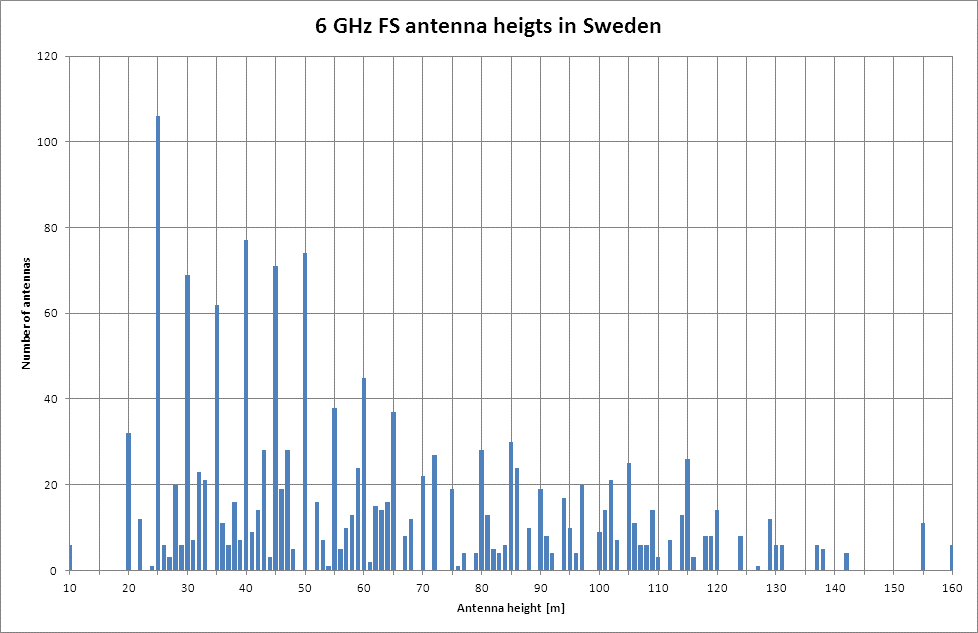 6 GHz FS antenna heigts in Sweden
120
100
80
60
40
20
0
Number of antennas
10 20 30 40 50 60 70 80 90 100 110 120 130 140 150 160
Antenna height [m]